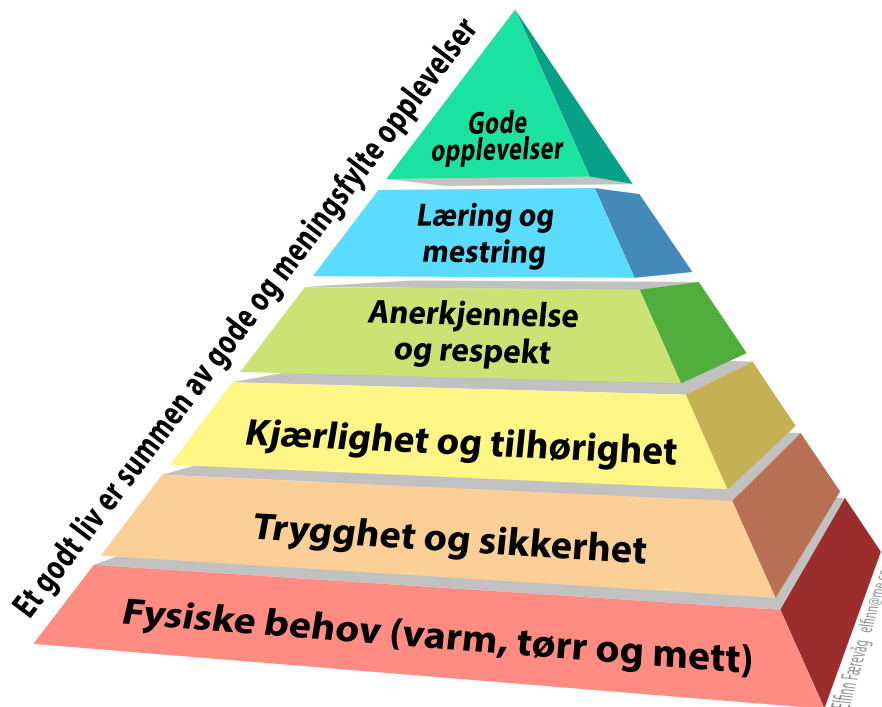 Et godt liv er summen av gode og meningsfylte opplevelser
Gode
opplevelser
Læring og
mestring
Anerkjennelse
og respekt
Kjærlighet og tilhørighet
Trygghet og sikkerhet
Fysiske behov (varm, tørr og mett)
Elfinn Færevåg